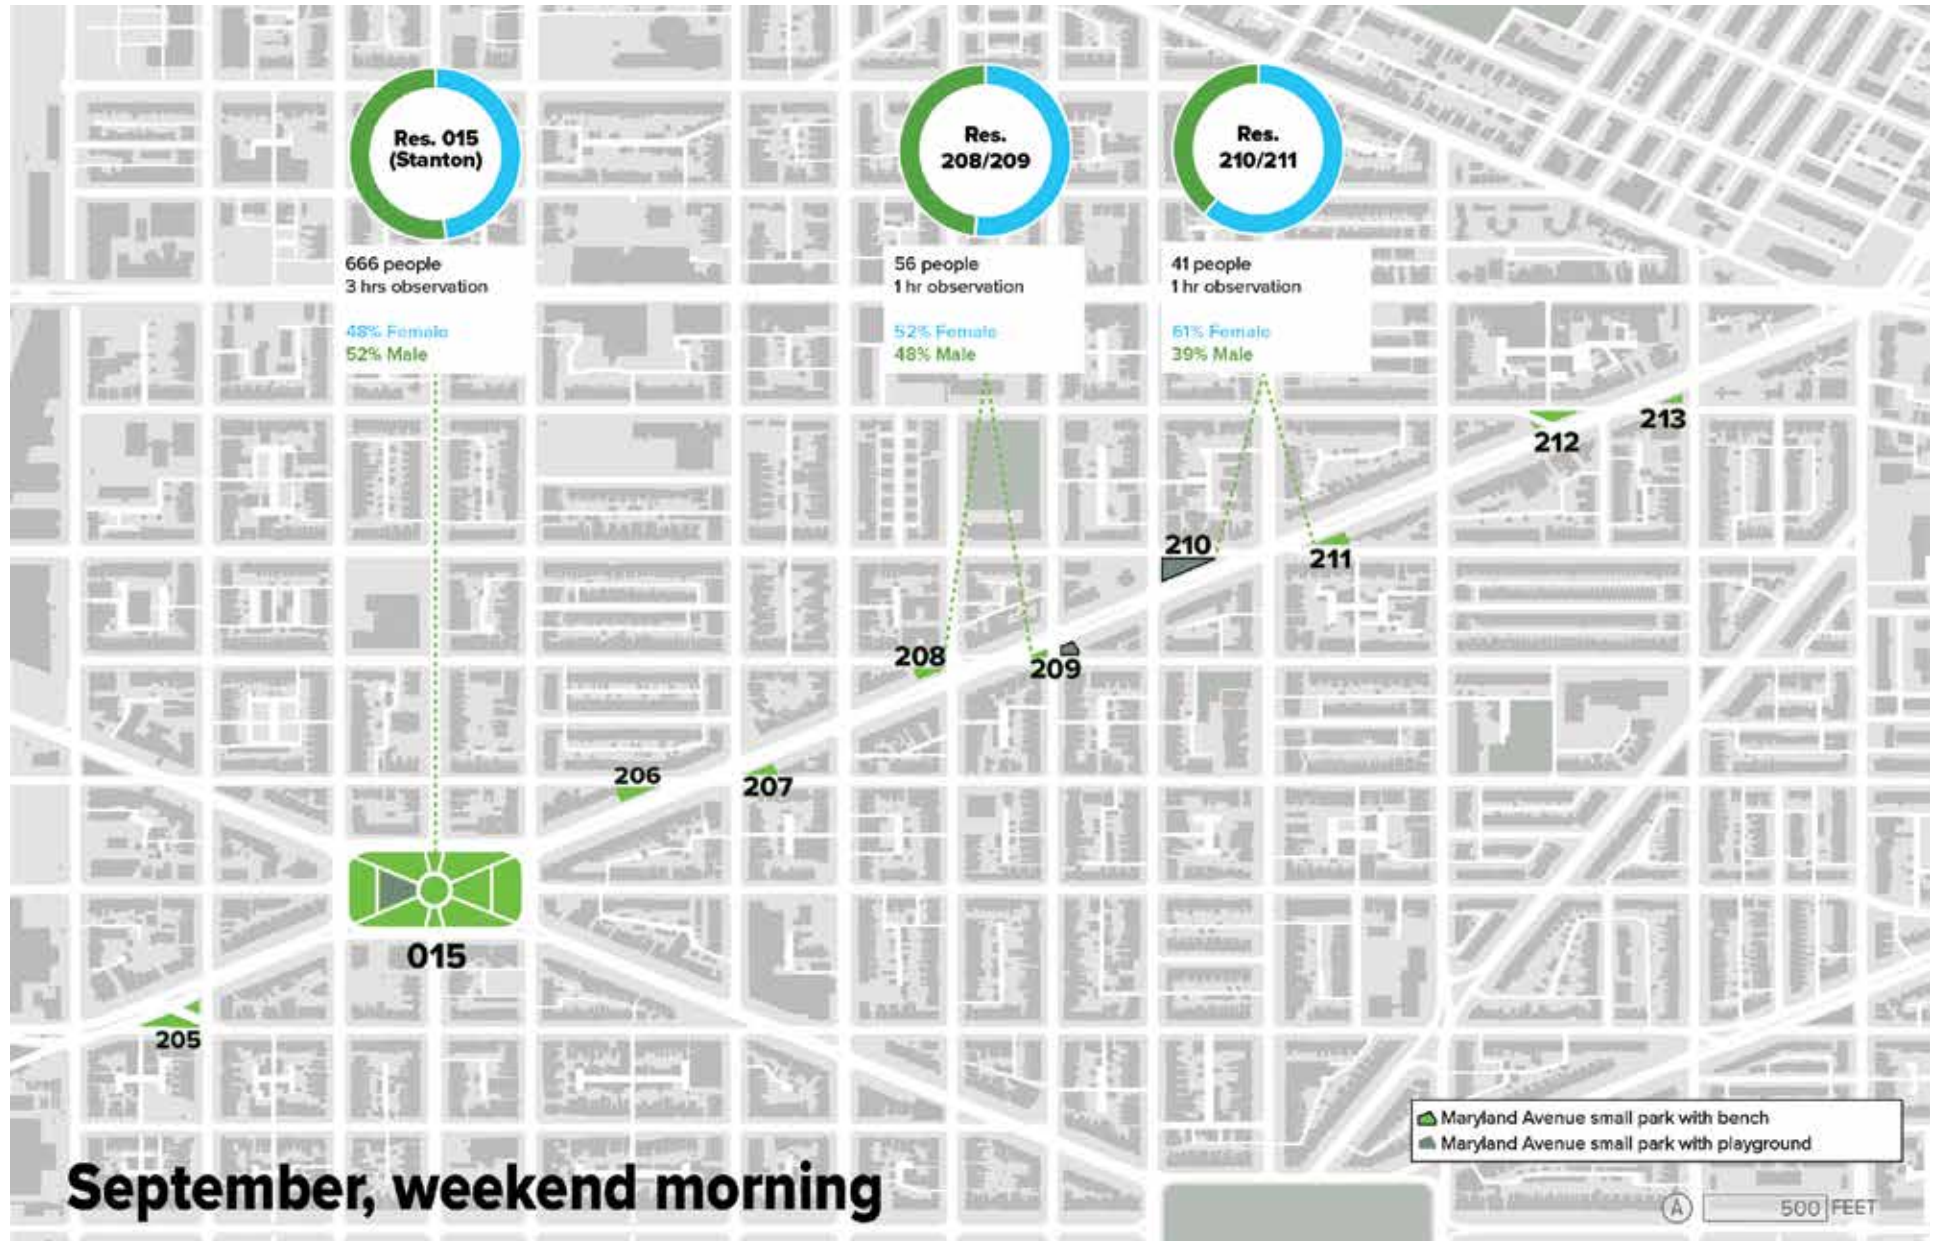 Res. 015
(Stanton)
666 people
3 hrs observation
48% Female
52% Male
Res.
208/209
56 people
1 hr observation
52% Female
48% Male
Res.
210/211
41 people
1 hr observation
61% Female
39% Male
213
212
210
211
208
209
206
207
015
205
Maryland Avenue small park with bench
Maryland Avenue small park with playground
September, weekend morning
A
500 FEET